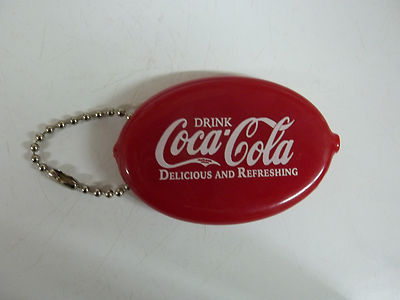 DRINK
Coca-Cola
DELICIOUS AND REFRESHING